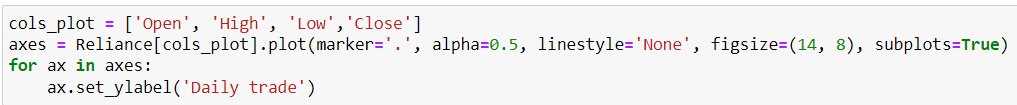 cols_plot = ['Open', 'High', 'Low','Close']
axes = Reliance[cols_plot].plot(marker='.', alpha=0.5, linestyle='None', figsize=(14, 8), subplots=True)
for ax in axes:
    ax.set_ylabel('Daily trade')